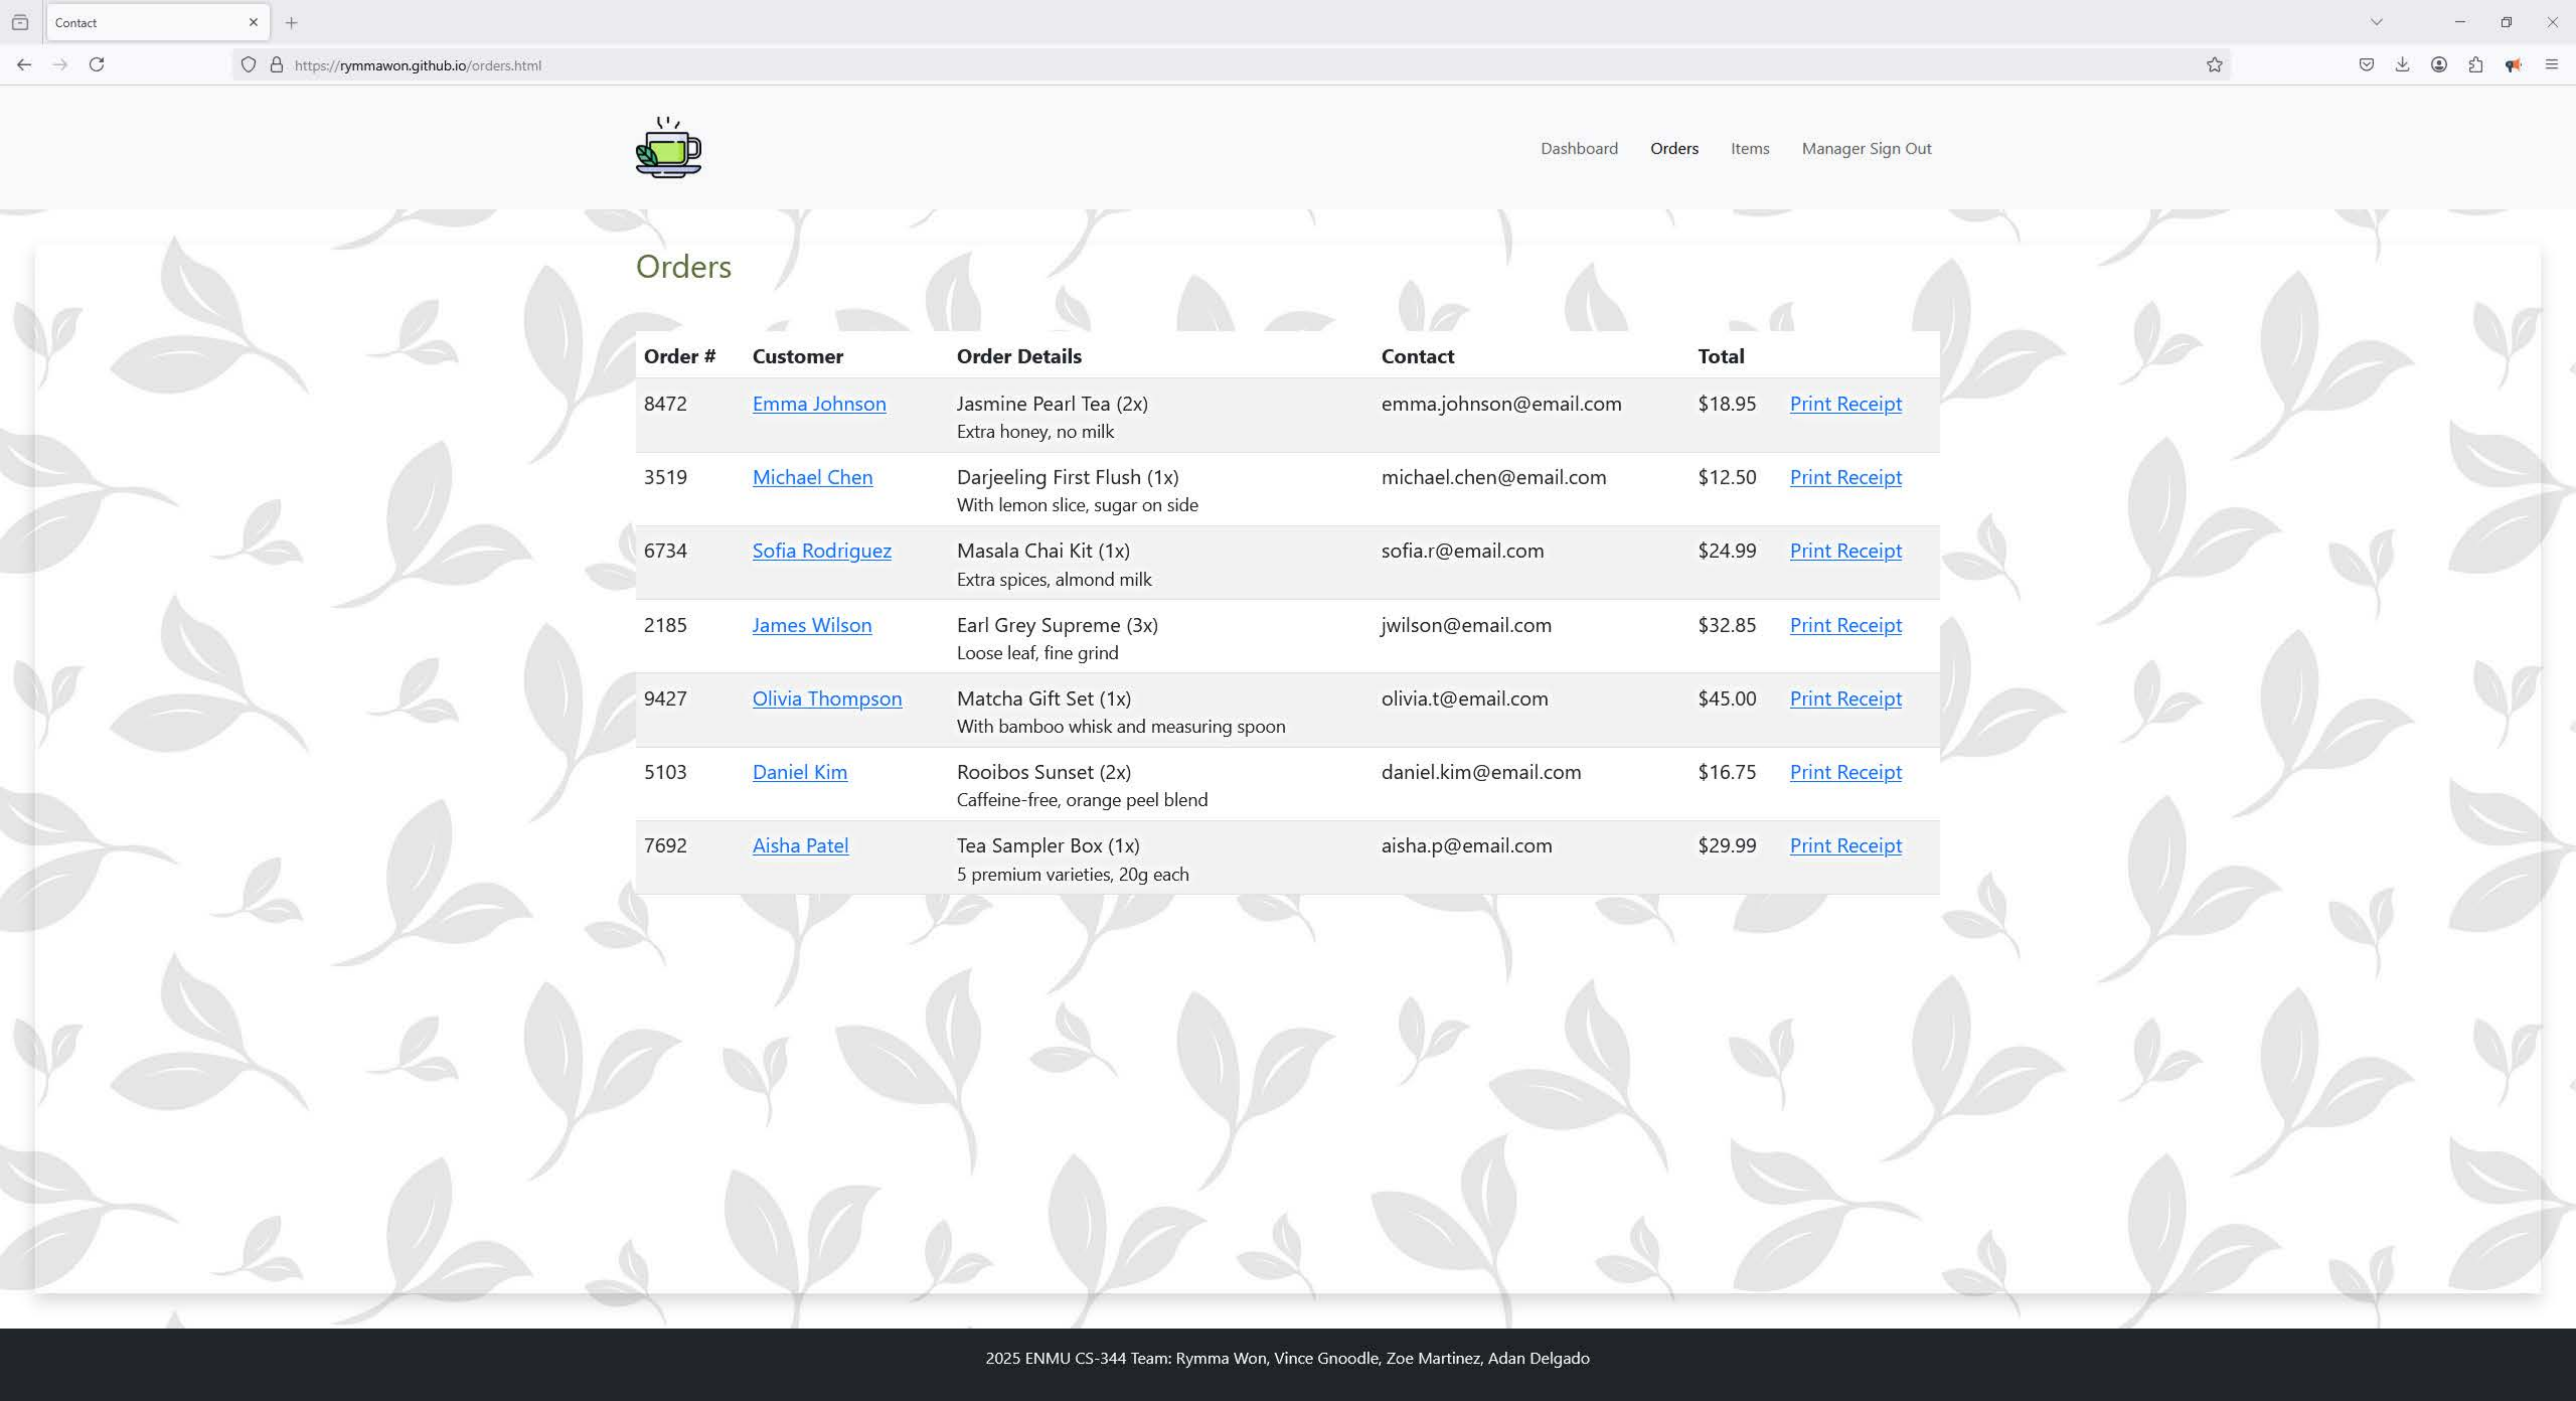 Contact
https://rymmawon.github.io/orders.html
Dashboard Orders Items Manager Sign Out
Orders
Order # Customer Order Details Contact Total
8472 Emma Johnson Jasmine Pearl Tea (2x) emma.johnson@email.com $18.95 Print Receipt
Extra honey, no milk
3519 Michael Chen Darjeeling First Flush (1x) michael.chen@email.com $12.50 Print Receipt
With lemon slice, sugar on side
6734 Sofia Rodriguez Masala Chai Kit (1x) sofia.r@email.com $24.99 Print Receipt
Extra spices, almond milk
2185 James Wilson Earl Grey Supreme (3x) jwilson@email.com $32.85 Print Receipt
Loose leaf, fine grind
9427 Olivia Thompson Matcha Gift Set (1x) olivia.t@email.com $45.00 Print Receipt
With bamboo whisk and measuring spoon
5103 Daniel Kim Rooibos Sunset (2x) daniel.kim@email.com $16.75 Print Receipt
Caffeine-free, orange peel blend
7692 Aisha Patel Tea Sampler Box (1x) aisha.p@email.com $29.99 Print Receipt
5 premium varieties, 20g each
2025 ENMU CS-344 Team: Rymma Won, Vince Gnoodle, Zoe Martinez, Adan Delgado